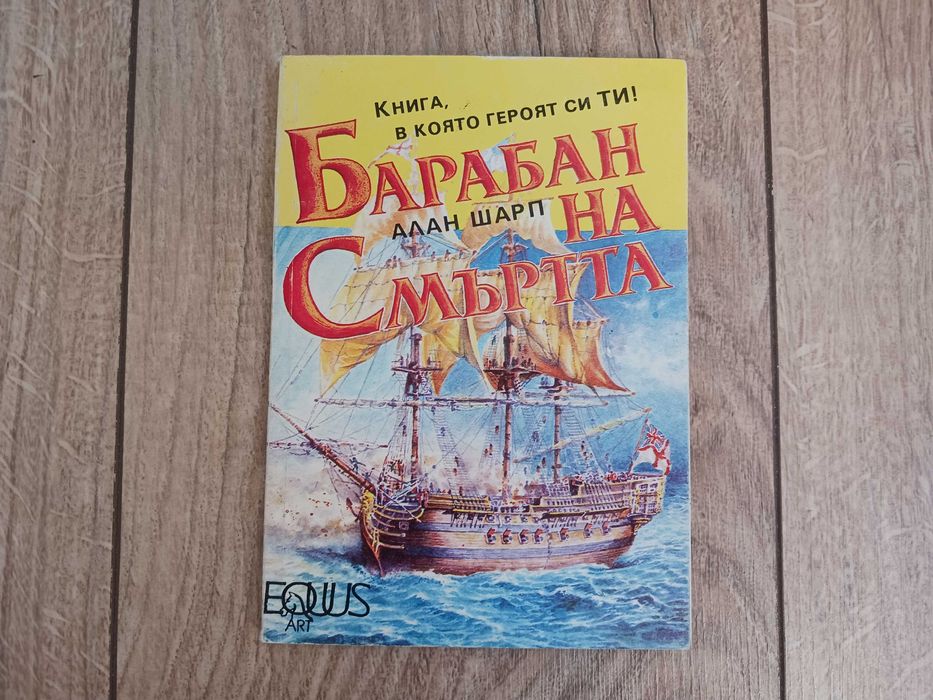 Книга,
в която героят си ТИ!
Барабан
на
Алан Шарп
Смъртта
EQUUS
ART